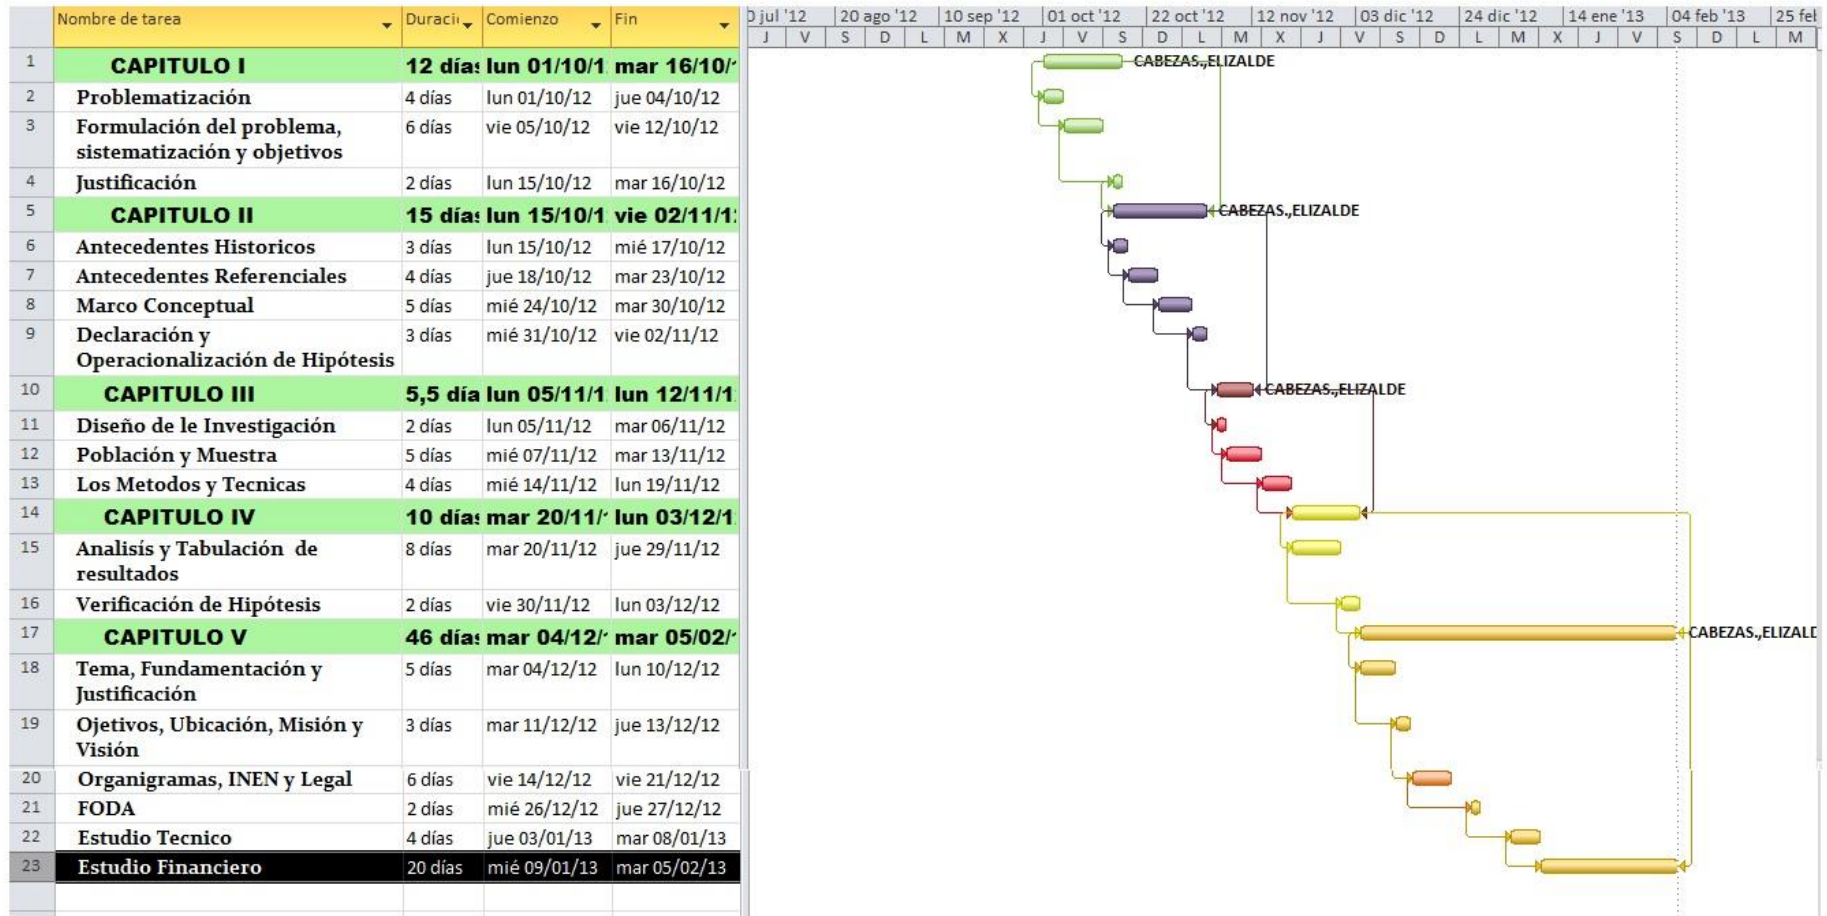 Nombre de tarea Duració Comienzo Fin
0 jul '12 20 ago '12 10 sep '12 01 oct '12 22 oct '12 12 nov '12 03 dic '12 24 dic '12 14 ene '13 04 feb '13 25 feb
J V S D L M X J V S D L M X J V S D L M X J V S D L M
1 CAPITULO I 12 días lun 01/10/1 mar 16/10/1 CABEZAS.,ELIZALDE
2 Problematización 4 días lun 01/10/12 jue 04/10/12
3 Formulación del problema, 6 días vie 05/10/12 vie 12/10/12
sistematización y objetivos
4 Justificación 2 días lun 15/10/12 mar 16/10/12
5 CAPITULO II 15 días lun 15/10/1 vie 02/11/1 CABEZAS.,ELIZALDE
6 Antecedentes Historicos 3 días lun 15/10/12 mié 17/10/12
7 Antecedentes Referenciales 4 días jue 18/10/12 mar 23/10/12
8 Marco Conceptual 5 días mié 24/10/12 mar 30/10/12
9 Declaración y 3 días mié 31/10/12 vie 02/11/12
Operacionalización de Hipótesis
10 CAPITULO III 5,5 día lun 05/11/1 lun 12/11/1 CABEZAS.,ELIZALDE
11 Diseño de le Investigación 2 días lun 05/11/12 mar 06/11/12
12 Población y Muestra 5 días mié 07/11/12 mar 13/11/12
13 Los Metodos y Tecnicas 4 días mié 14/11/12 lun 19/11/12
14 CAPITULO IV 10 días mar 20/11/1 lun 03/12/1
15 Analisís y Tabulación de 8 días mar 20/11/12 jue 29/11/12
resultados
16 Verificación de Hipótesis 2 días vie 30/11/12 lun 03/12/12
17 CAPITULO V 46 días mar 04/12/1 mar 05/02/1 CABEZAS.,ELIZALD
18 Tema, Fundamentación y 5 días mar 04/12/12 lun 10/12/12
Justificación
19 Ojetivos, Ubicación, Misión y 3 días mar 11/12/12 jue 13/12/12
Visión
20 Organigramas, INEN y Legal 6 días vie 14/12/12 vie 21/12/12
21 FODA 2 días mié 26/12/12 jue 27/12/12
22 Estudio Tecnico 4 días jue 03/01/13 mar 08/01/13
23 Estudio Financiero 20 días mié 09/01/13 mar 05/02/13